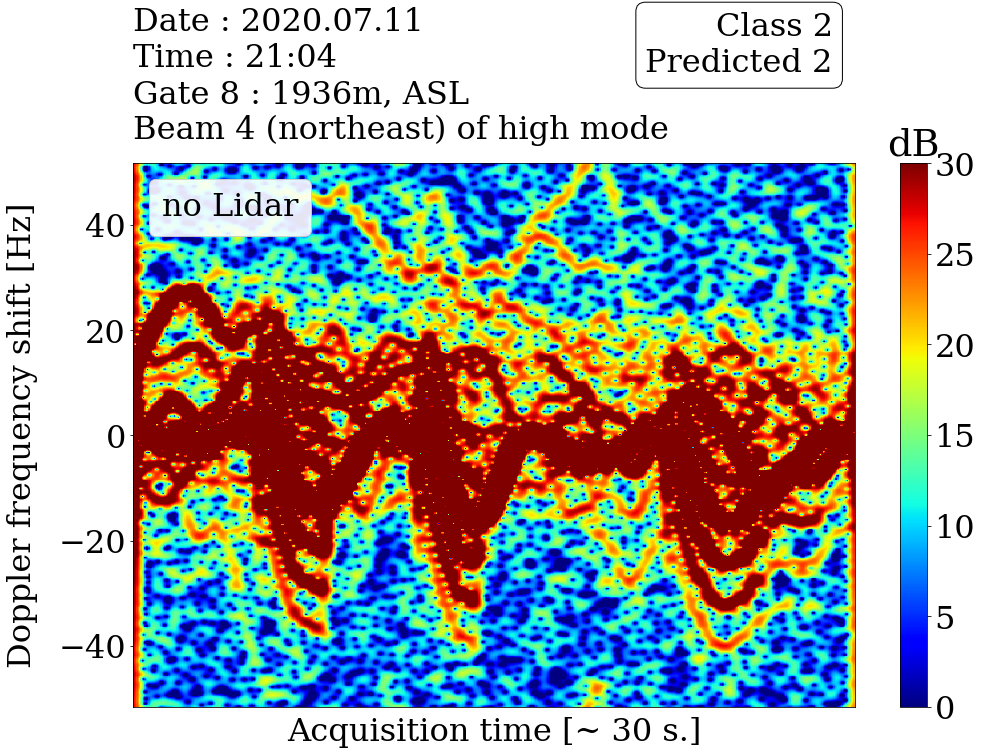 Date : 2020.07.11
Time : 21:04
Gate 8 : 1936m, ASL
Beam 4 (northeast) of high mode
Class 2
Predicted 2
no Lidar
dB
30
25
20
15
10
5
0
Doppler frequency shift [Hz]
40
20
0
−20
−40
Acquisition time [~ 30 s.]